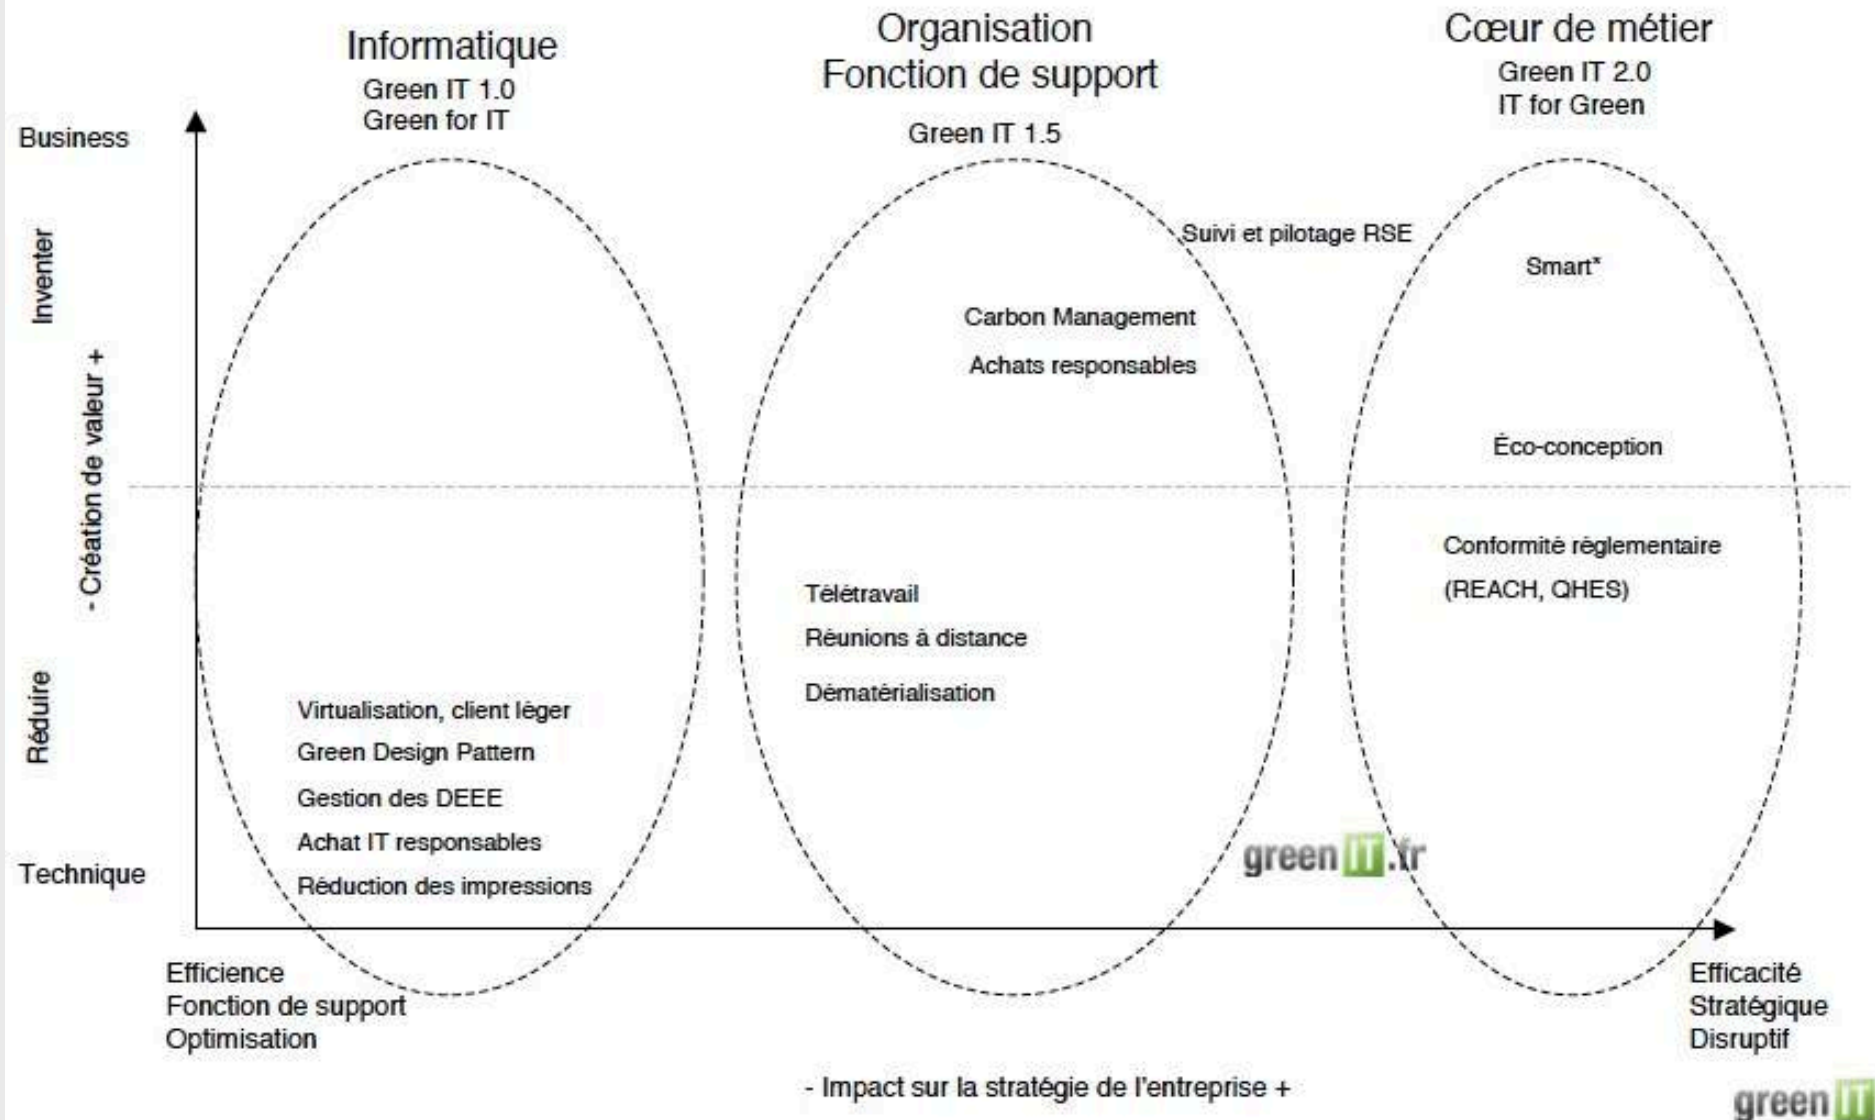 Informatique
Green IT 1.0
Green for IT
Organisation
Fonction de support
Green IT 1.5
Cœur de métier
Green IT 2.0
IT for Green
Business
Inventer
- Création de valeur +
Réduire
Technique
Suivi et pilotage RSE
Smart*
Carbon Management
Achats responsables
Éco-conception
Conformité réglementaire
(REACH, QHES)
Télétravail
Réunions à distance
Dématérialisation
Virtualisation, client léger
Green Design Pattern
Gestion des DEEE
Achat IT responsables
Réduction des impressions
green IT.fr
Efficience
Fonction de support
Optimisation
Efficacité
Stratégique
Disruptif
- Impact sur la stratégie de l'entreprise +
green IT